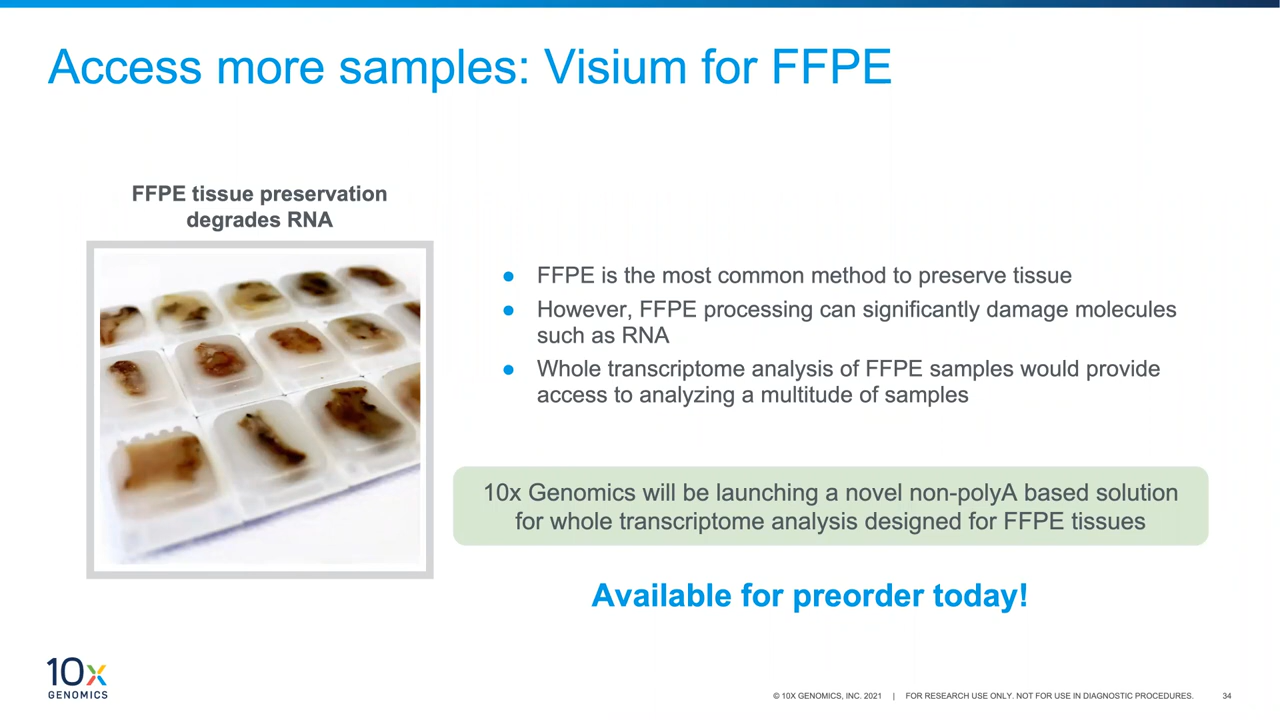 Access more samples: Visium for FFPE
FFPE tissue preservation
degrades RNA
● FFPE is the most common method to preserve tissue
● However, FFPE processing can significantly damage molecules
such as RNA
● Whole transcriptome analysis of FFPE samples would provide
access to analyzing a multitude of samples
10x Genomics will be launching a novel non-polyA based solution
for whole transcriptome analysis designed for FFPE tissues
Available for preorder today!
10x
GENOMICS
© 10X GENOMICS, INC. 2021 | FOR RESEARCH USE ONLY. NOT FOR USE IN DIAGNOSTIC PROCEDURES. 34